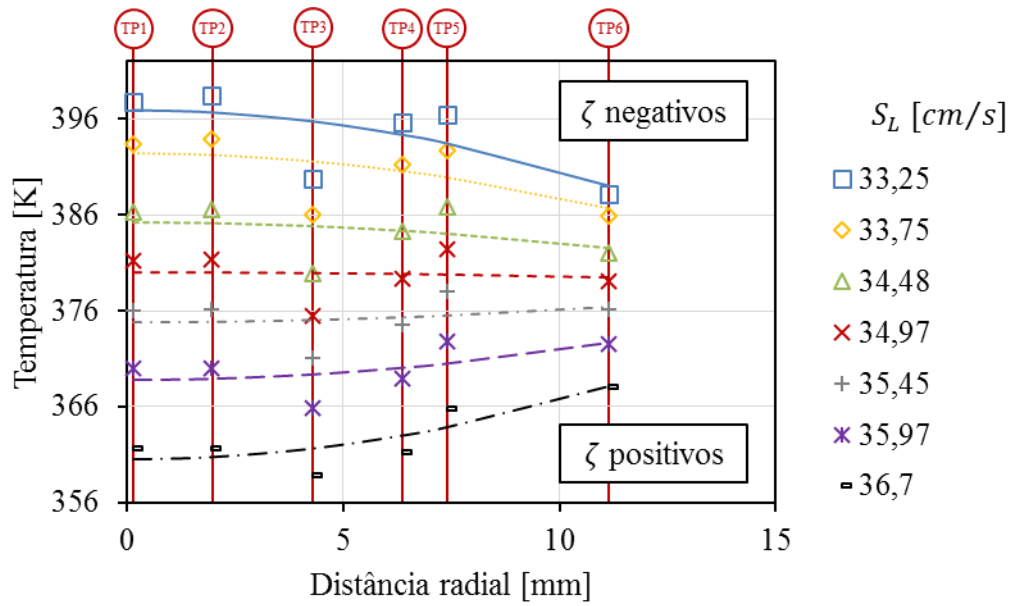 TP1 TP2 TP3 TP4 TP5 TP6
Temperatura [K]
396
386
376
366
356
0 5 10 15
Distância radial [mm]
ζ negativos
ζ positivos
S_L [cm/s]
33,25
33,75
34,48
34,97
35,45
35,97
36,7